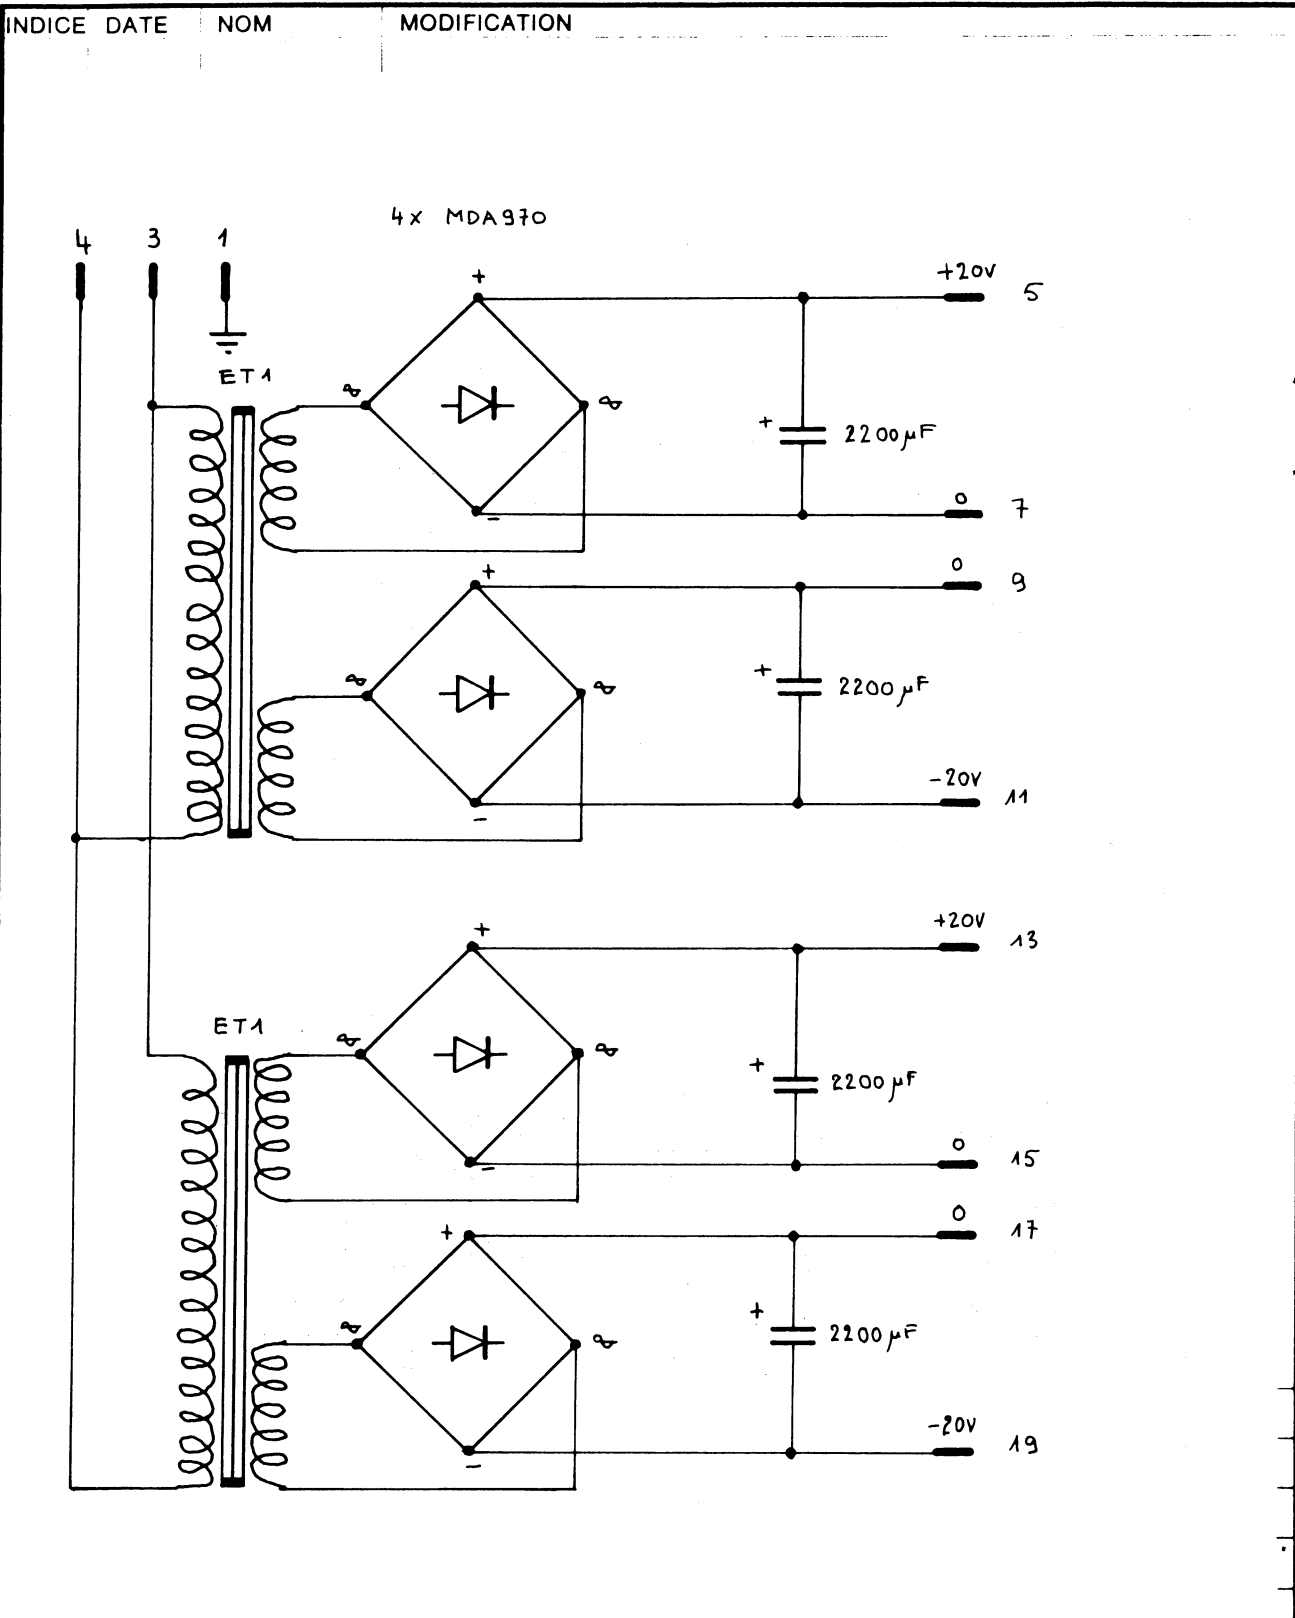 INDICE DATE NOM MODIFICATION
4x MDA970
4 3 1
+
+20V 5
ET1
+ 2200µF
0 7
-
0 9
+
+ 2200µF
-20V 11
-
+20V 13
+
ET1
+ 2200µF
0 15
-
0 17
+
+ 2200µF
-20V 19
-